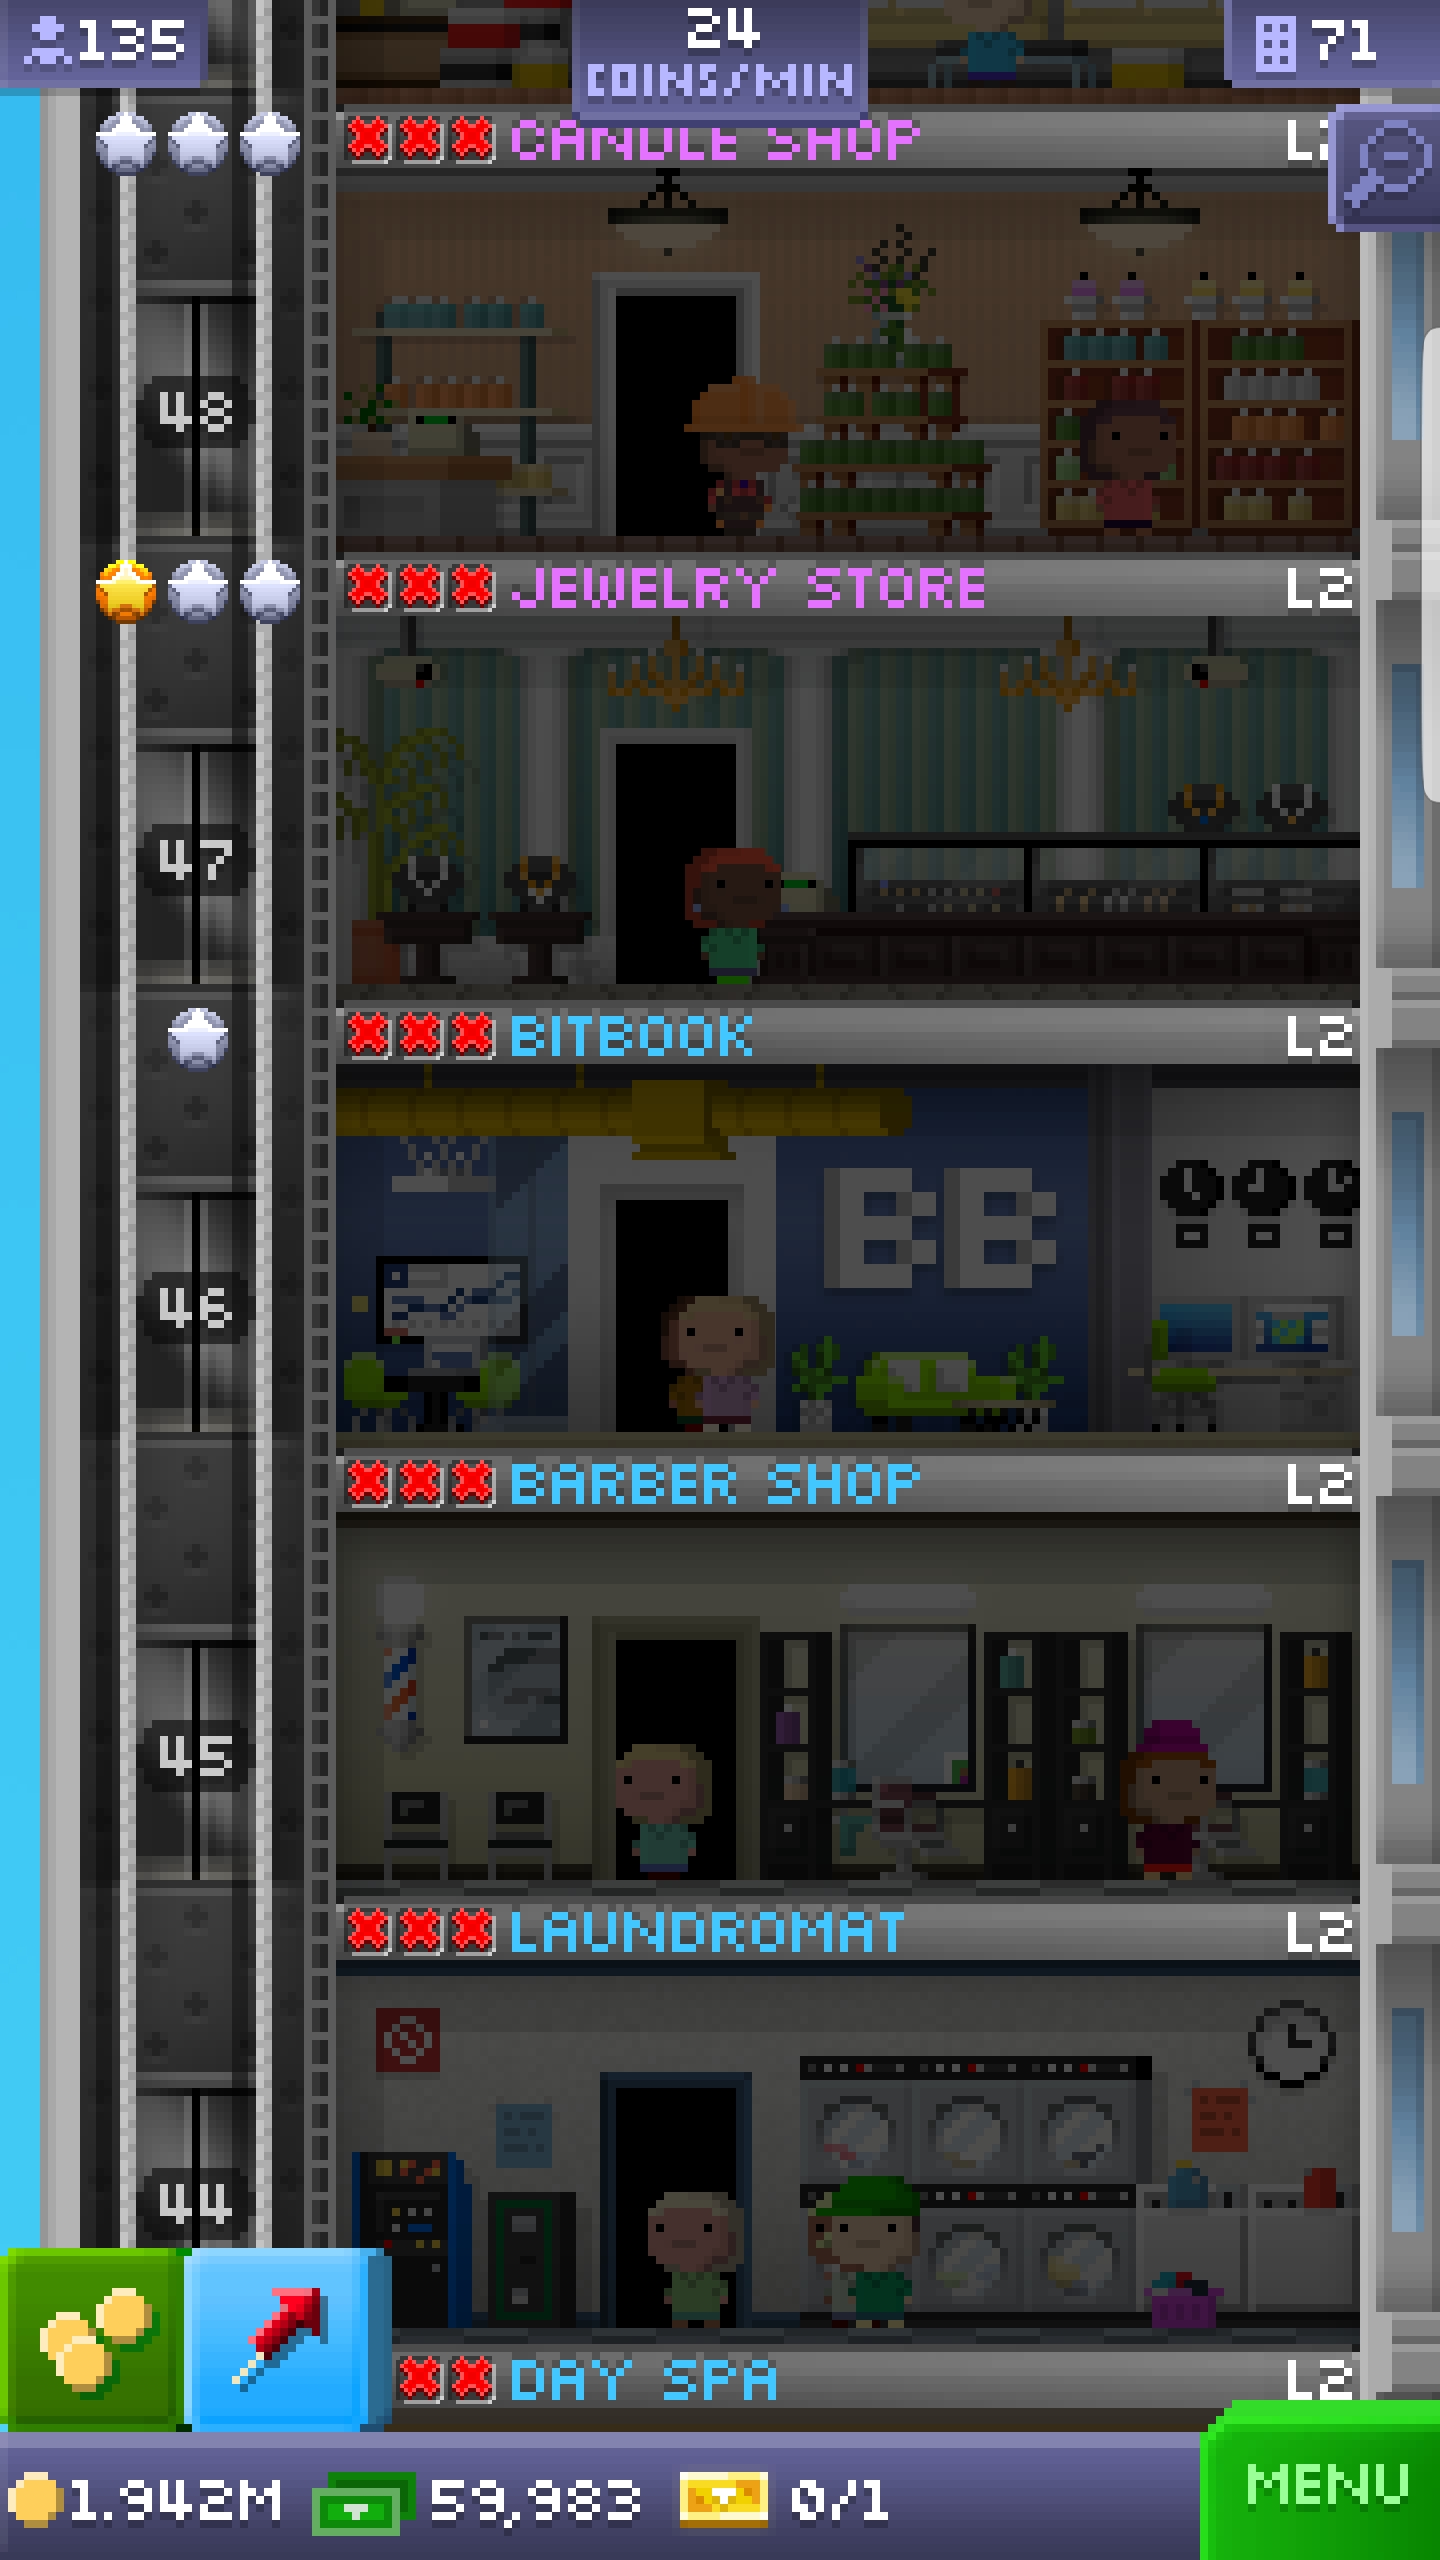 135
24
COINS/MIN
71
CANDLE SHOP
48
JEWELRY STORE L2
47
BITBOOK L2
BB
46
BARBER SHOP L2
45
LAUNDROMAT L2
44
DAY SPA L2
1.942M 59,983 0/1 MENU